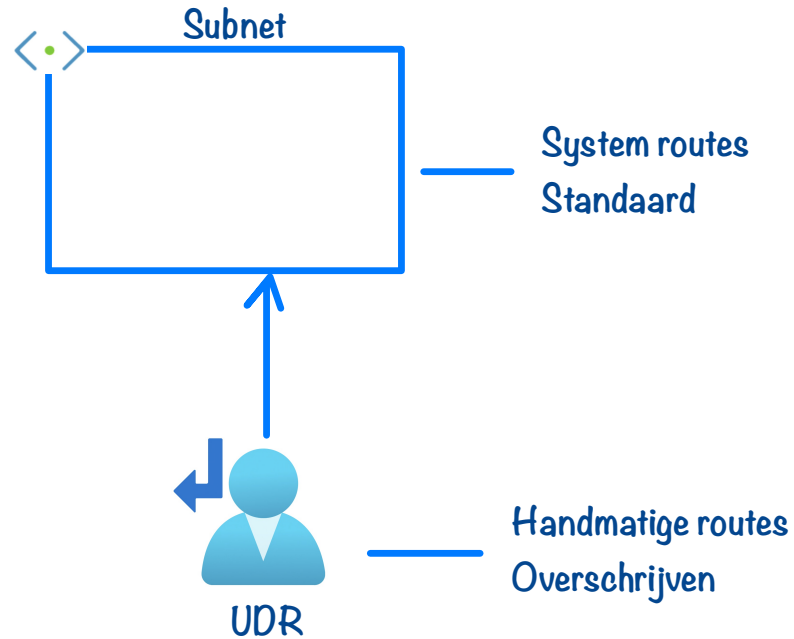 Subnet
System routes
Standaard
Handmatige routes
Overschrijven
UDR